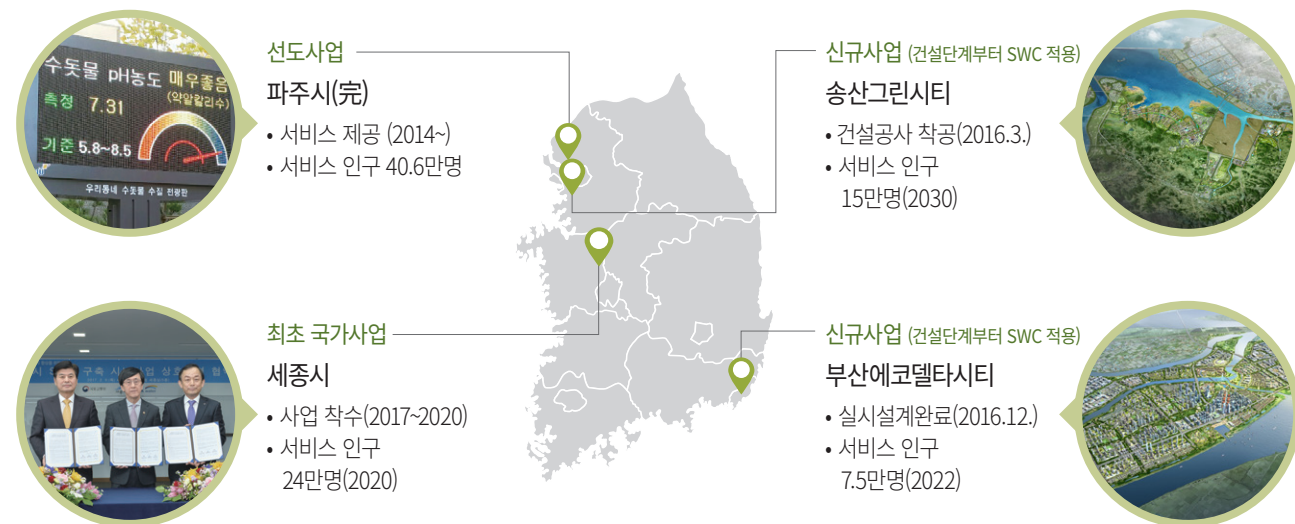 수돗물 pH농도 매우좋음
(약알칼리수)
측정 7.31
기준 5.8~8.5
우리동네 수돗물 수질 전광판
선도사업
파주시(完)
• 서비스 제공 (2014~)
• 서비스 인구 40.6만명
신규사업 (건설단계부터 SWC 적용)
송산그린시티
• 건설공사 착공(2016.3.)
• 서비스 인구
15만명(2030)
최초 국가사업
세종시
• 사업 착수(2017~2020)
• 서비스 인구
24만명(2020)
신규사업 (건설단계부터 SWC 적용)
부산에코델타시티
• 실시설계완료(2016.12.)
• 서비스 인구
7.5만명(2022)